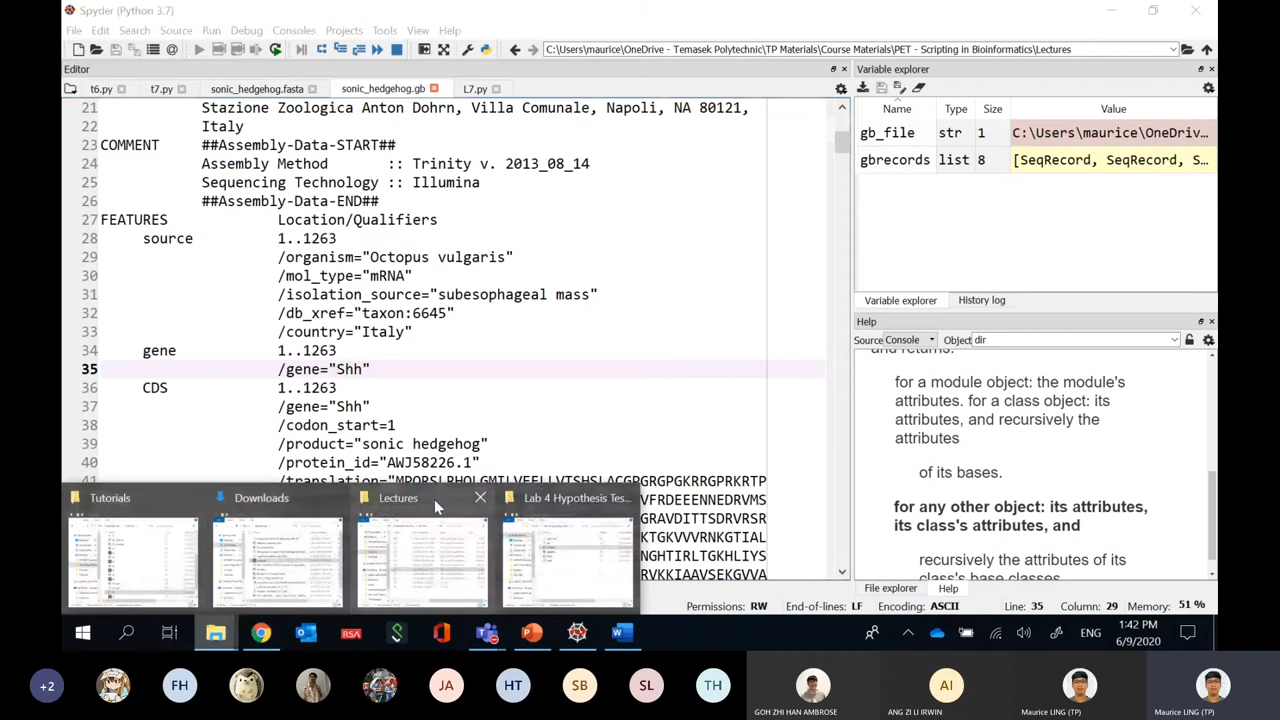 Spyder (Python 3.7)
File Edit Search Source Run Debug Consoles Projects Tools View Help
C:\Users\maurice\OneDrive - Temasek Polytechnic\TP Materials\Course Materials\PET - Scripting in Bioinformatics\Lectures
Editor
t6.py t7.py sonic_hedgehog.fasta sonic_hedgehog.gb L7.py
21 Stazione Zoologica Anton Dohrn, Villa Comunale, Napoli, NA 80121,
22 Italy
23 COMMENT ##Assembly-Data-START##
24 Assembly Method :: Trinity v. 2013_08_14
25 Sequencing Technology :: Illumina
26 ##Assembly-Data-END##
27 FEATURES Location/Qualifiers
28 source 1..1263
29 /organism="Octopus vulgaris"
30 /mol_type="mRNA"
31 /isolation_source="subesophageal mass"
32 /db_xref="taxon:6645"
33 /country="Italy"
34 gene 1..1263
35 /gene="Shh"
36 CDS 1..1263
37 /gene="Shh"
38 /codon_start=1
39 /product="sonic hedgehog"
40 /protein_id="AWJ58226.1"
VFRDEEENNEDRVMS
GRAVDITTSDRVRSR
KTGKVVVRNKGTIAL
NGHTIRLTGKHLIYS
RVKKIAAVSEKGVVA
Tutorials Downloads Lectures Lab 4 Hypothesis Tes...
Variable explorer
Name Type Size Value
gb_file str 1 C:\Users\maurice\OneDriv...
gbrecords list 8 [SeqRecord, SeqRecord, S...
Variable explorer History log
Help
Source Console Object dir
and returns:
for a module object: the module's
attributes. for a class object: its
attributes, and recursively the
attributes
of its bases.
for any other object: its attributes,
its class's attributes, and
recursively the attributes of its
class's base classes
File explorer Help
Permissions: RW End-of-lines: LF Encoding: ASCII Line: 35 Column: 29 Memory: 51 %
RSA
ENG
1:42 PM
6/9/2020
+2 FH JA HT SB SL TH AI
GOH ZHI HAN AMBROSE ANG ZI LI IRWIN Maurice LING (TP) Maurice LING (TP)